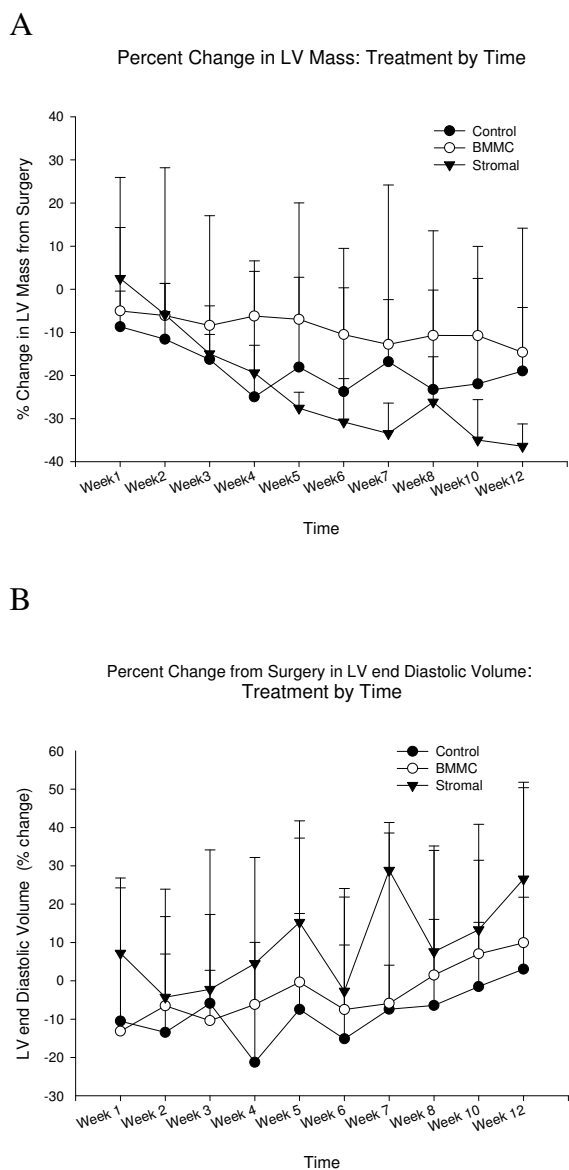 A
Percent Change in LV Mass: Treatment by Time
40
30
20
10
0
-10
-20
-30
-40
% Change in LV Mass from Surgery
Control
BMMC
Stromal
Week1
Week2
Week3
Week4
Week5
Week6
Week7
Week8
Week10
Week12
Time
B
Percent Change from Surgery in LV end Diastolic Volume:
Treatment by Time
60
50
40
30
20
10
0
-10
-20
-30
LV end Diastolic Volume (% change)
Control
BMMC
Stromal
Week 1
Week 2
Week 3
Week 4
Week 5
Week 6
Week 7
Week 8
Week 10
Week 12
Time